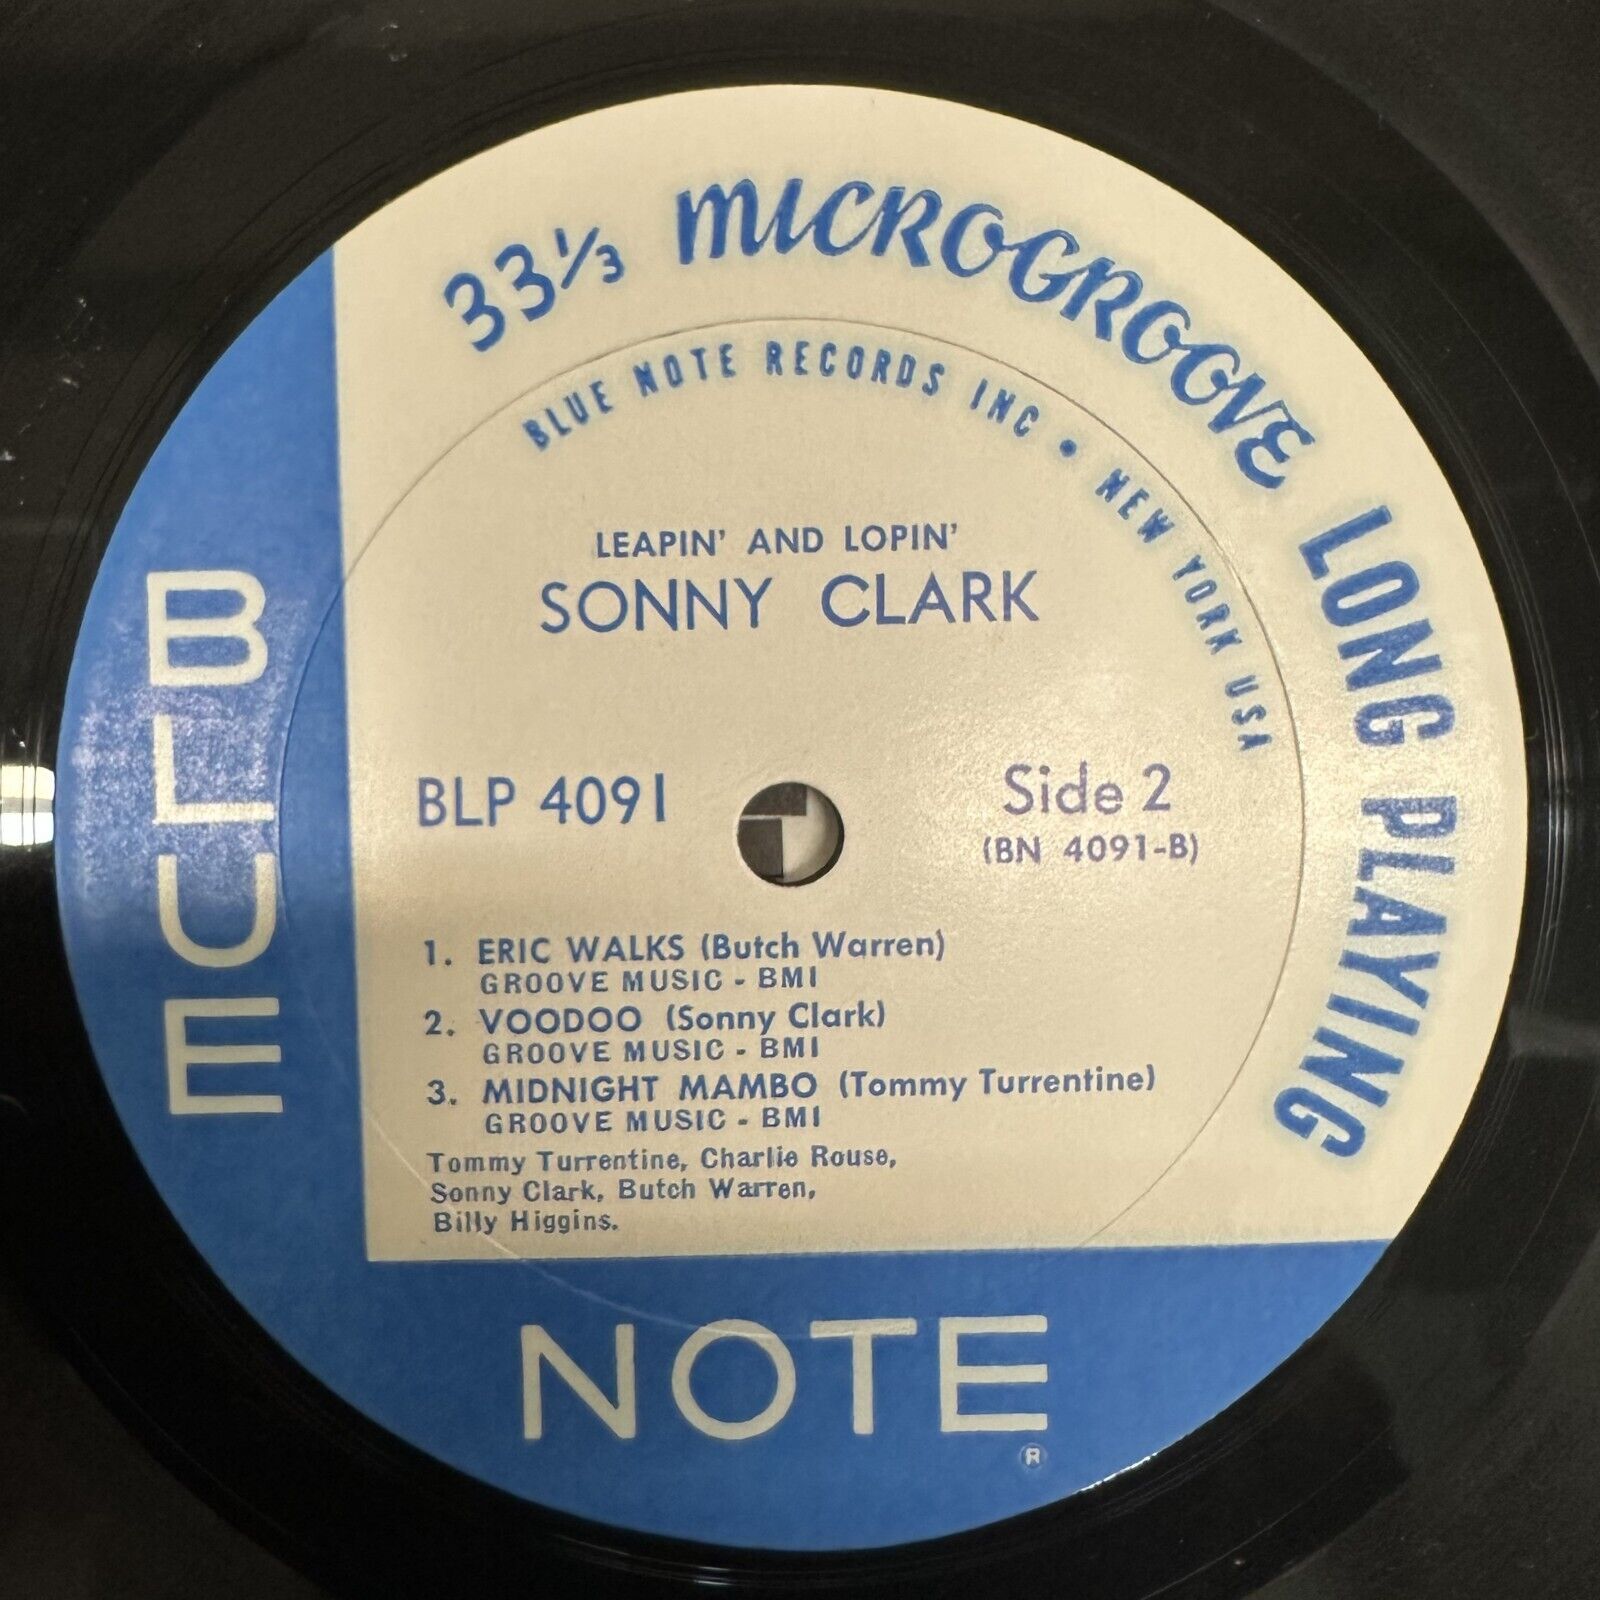 33⅓ MICROGROOVE LONG PLAYING
BLUE NOTE RECORDS INC • NEW YORK USA
LEAPIN' AND LOPIN'
SONNY CLARK
BLP 4091
Side 2
(BN 4091-B)
1. ERIC WALKS (Butch Warren)
GROOVE MUSIC - BMI
2. VOODOO (Sonny Clark)
GROOVE MUSIC - BMI
3. MIDNIGHT MAMBO (Tommy Turrentine)
GROOVE MUSIC - BMI
Tommy Turrentine, Charlie Rouse,
Sonny Clark, Butch Warren,
Billy Higgins.
BLUE
NOTE
®